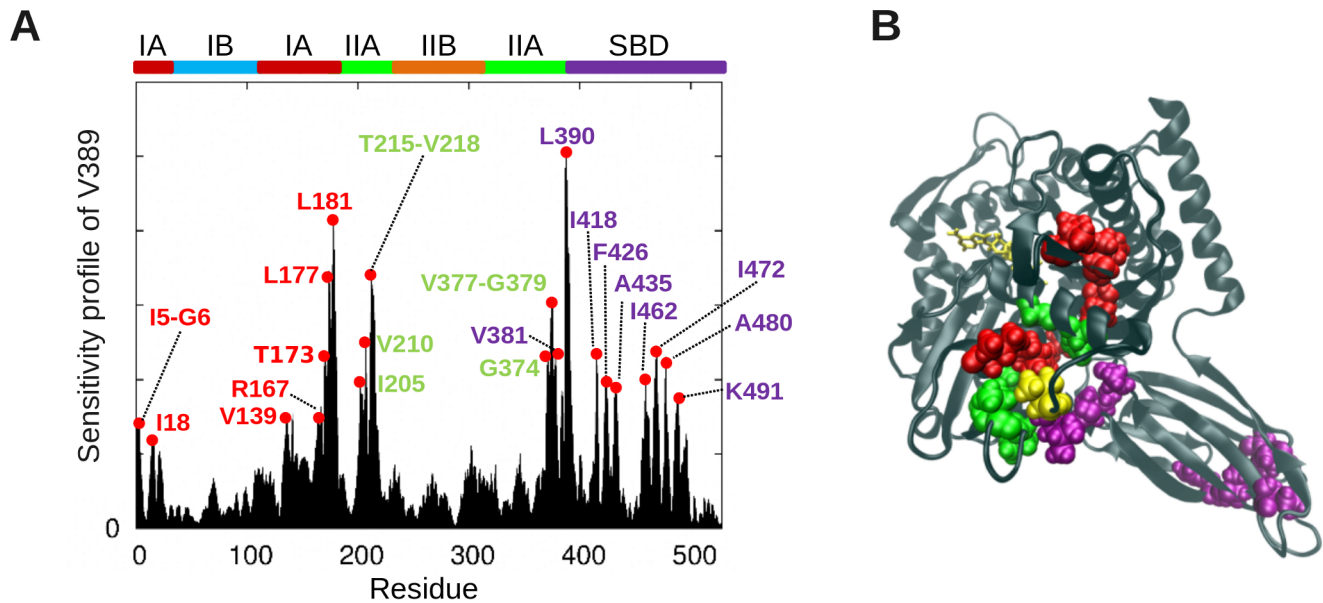 A
B
IA IB IA IIA IIB IIA SBD
Sensitivity profile of V389
T215-V218
L390
L181
I418
F426
L177
V377-G379
A435
I472
I462
I5-G6
V381
A480
T173
V210
G374
R167
I205
K491
V139
I18
0
0 100 200 300 400 500
Residue